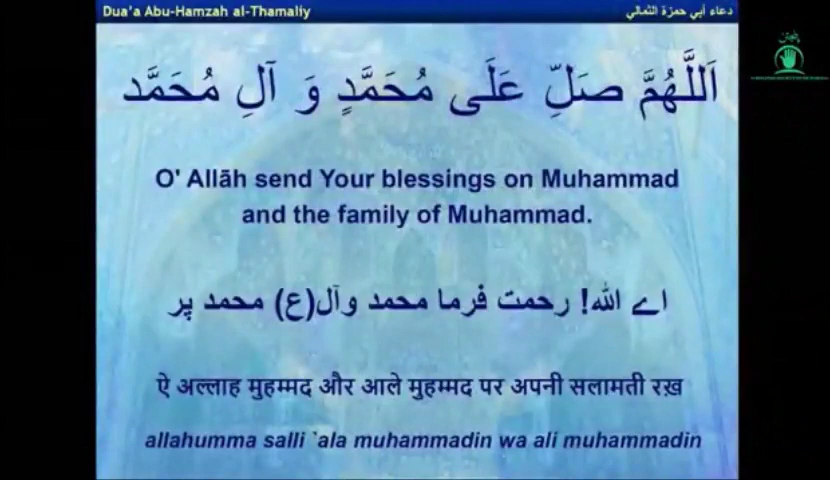 Dua'a Abu-Hamzah al-Thamaliy
دعاء أبي حمزة الثمالي
اَللَّهُمَّ صَلِّ عَلَى مُحَمَّدٍ وَ آلِ مُحَمَّد
O' Allāh send Your blessings on Muhammad
and the family of Muhammad.
اے اللہ! رحمت فرما محمد وآل(ع) محمد پر
ऐ अल्लाह मुहम्मद और आले मुहम्मद पर अपनी सलामती रख़
allahumma salli `ala muhammadin wa ali muhammadin